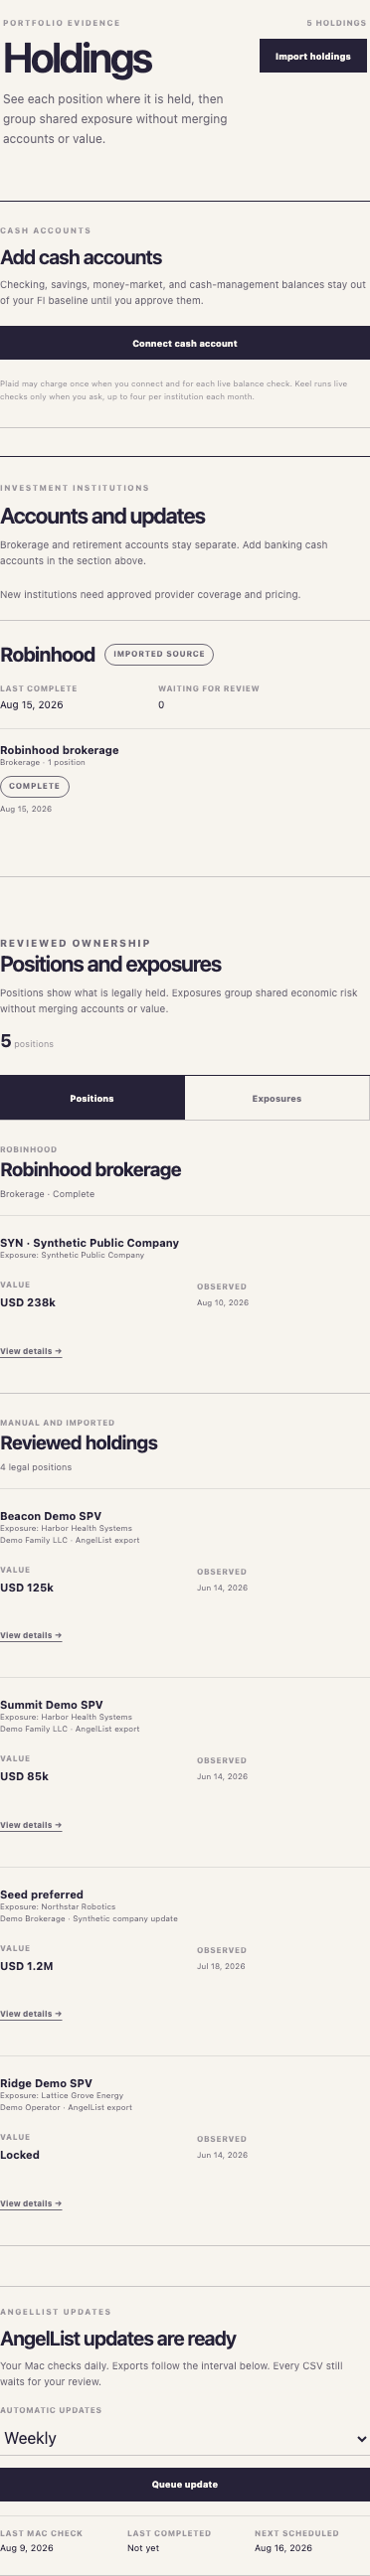 PORTFOLIO EVIDENCE
5 HOLDINGS
Holdings
Import holdings
See each position where it is held, then
group shared exposure without merging
accounts or value.
CASH ACCOUNTS
Add cash accounts
Checking, savings, money-market, and cash-management balances stay out
of your FI baseline until you approve them.
Connect cash account
Plaid may charge once when you connect and for each live balance check. Keel runs live
checks only when you ask, up to four per institution each month.
INVESTMENT INSTITUTIONS
Accounts and updates
Brokerage and retirement accounts stay separate. Add banking cash
accounts in the section above.
New institutions need approved provider coverage and pricing.
Robinhood
IMPORTED SOURCE
LAST COMPLETE
WAITING FOR REVIEW
Aug 15, 2026
0
Robinhood brokerage
Brokerage · 1 position
COMPLETE
Aug 15, 2026
REVIEWED OWNERSHIP
Positions and exposures
Positions show what is legally held. Exposures group shared economic risk
without merging accounts or value.
5 positions
Positions
Exposures
ROBINHOOD
Robinhood brokerage
Brokerage · Complete
SYN · Synthetic Public Company
Exposure: Synthetic Public Company
VALUE
OBSERVED
USD 238k
Aug 10, 2026
View details →
MANUAL AND IMPORTED
Reviewed holdings
4 legal positions
Beacon Demo SPV
Exposure: Harbor Health Systems
Demo Family LLC · AngelList export
VALUE
OBSERVED
USD 125k
Jun 14, 2026
View details →
Summit Demo SPV
Exposure: Harbor Health Systems
Demo Family LLC · AngelList export
VALUE
OBSERVED
USD 85k
Jun 14, 2026
View details →
Seed preferred
Exposure: Northstar Robotics
Demo Brokerage · Synthetic company update
VALUE
OBSERVED
USD 1.2M
Jul 18, 2026
View details →
Ridge Demo SPV
Exposure: Lattice Grove Energy
Demo Operator · AngelList export
VALUE
OBSERVED
Locked
Jun 14, 2026
View details →
ANGELLIST UPDATES
AngelList updates are ready
Your Mac checks daily. Exports follow the interval below. Every CSV still
waits for your review.
AUTOMATIC UPDATES
Weekly
Queue update
LAST MAC CHECK
LAST COMPLETED
NEXT SCHEDULED
Aug 9, 2026
Not yet
Aug 16, 2026